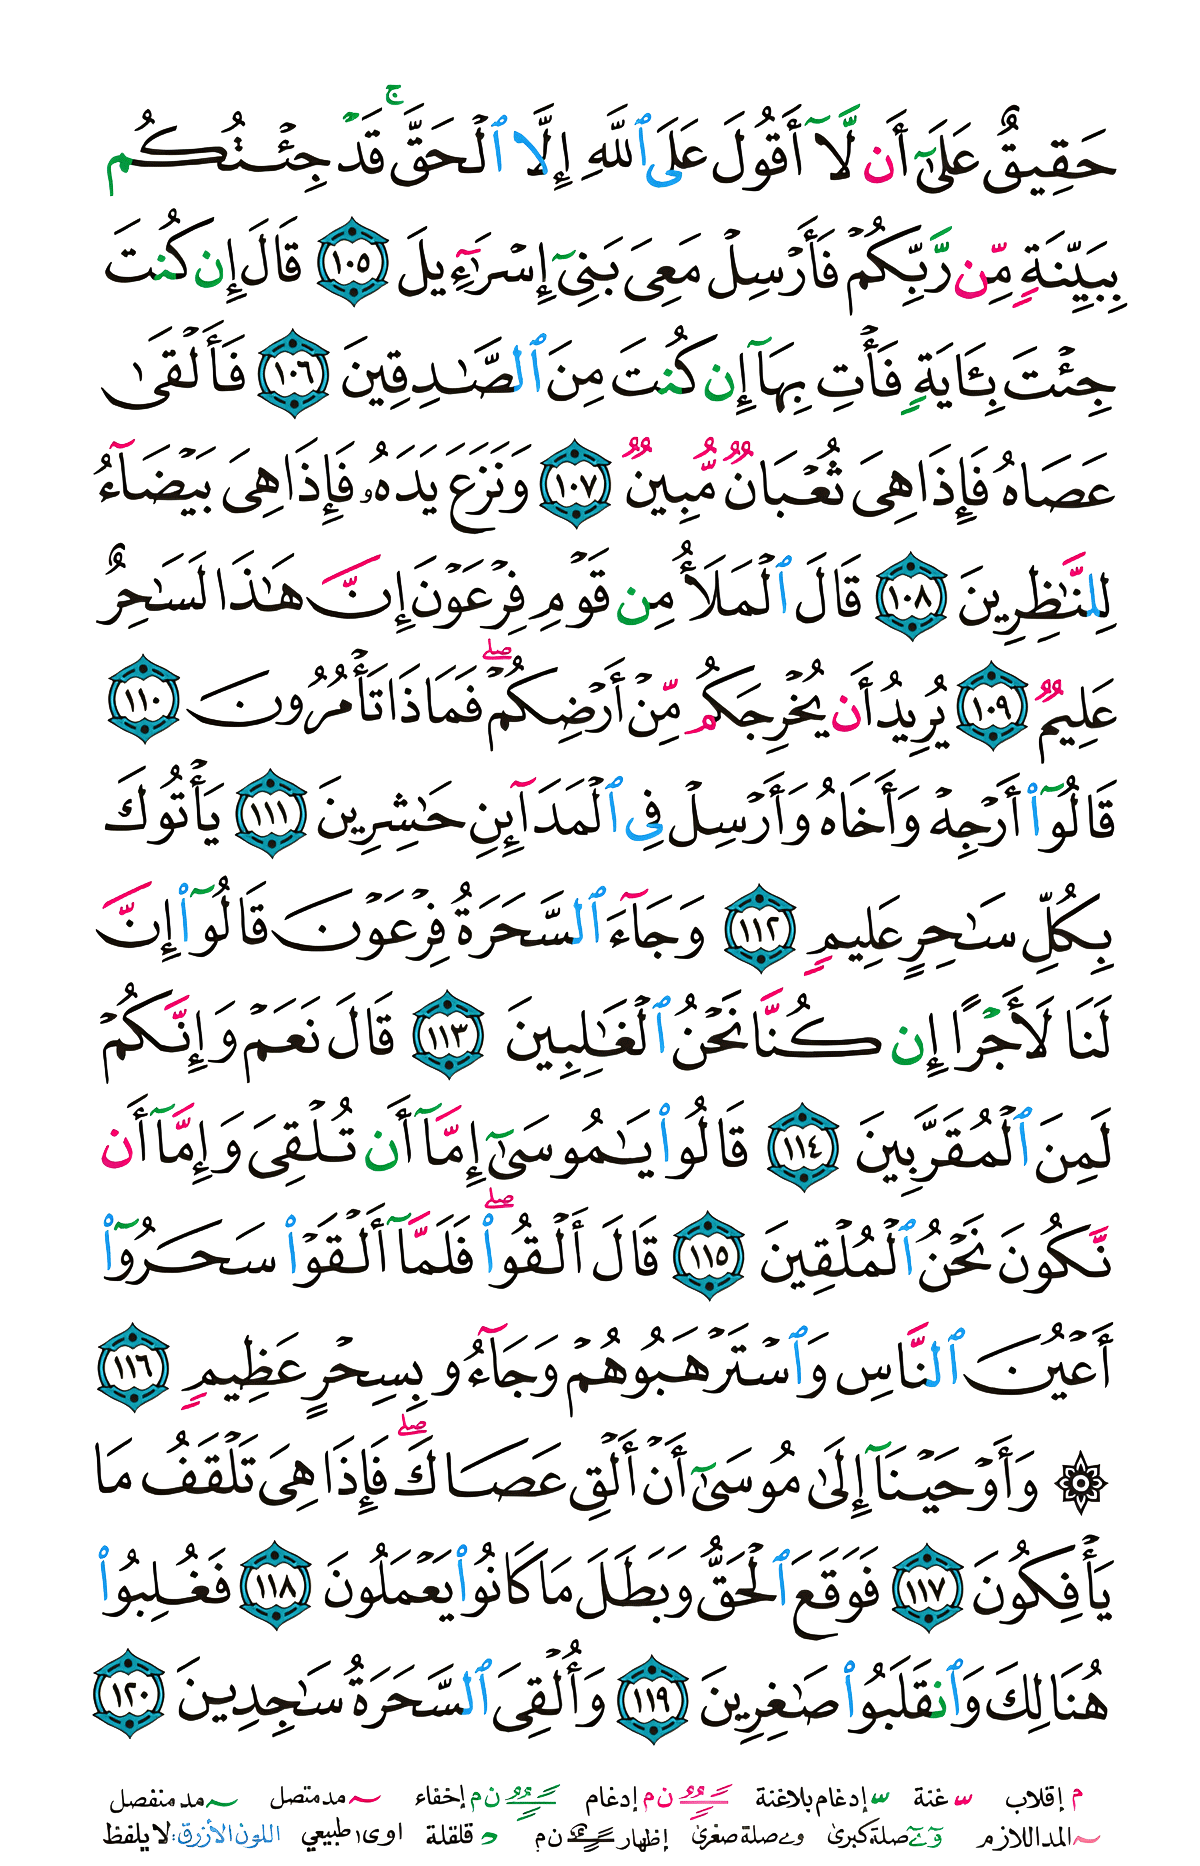 حَقِيقٌ عَلَىٰٓ أَن لَّآ أَقُولَ عَلَى ٱللَّهِ إِلَّا ٱلْحَقَّ ۚ قَدْ جِئْتُكُم
بِبَيِّنَةٍ مِّن رَّبِّكُمْ فَأَرْسِلْ مَعِىَ بَنِىٓ إِسْرَٰٓءِيلَ ١٠٥ قَالَ إِن كُنتَ
جِئْتَ بِـَٔايَةٍ فَأْتِ بِهَآ إِن كُنتَ مِنَ ٱلصَّـٰدِقِينَ ١٠٦ فَأَلْقَىٰ
عَصَاهُ فَإِذَا هِىَ ثُعْبَانٌ مُّبِينٌ ١٠٧ وَنَزَعَ يَدَهُۥ فَإِذَا هِىَ بَيْضَآءُ
لِلنَّـٰظِرِينَ ١٠٨ قَالَ ٱلْمَلَأُ مِن قَوْمِ فِرْعَوْنَ إِنَّ هَـٰذَا لَسَـٰحِرٌ
عَلِيمٌ ١٠٩ يُرِيدُ أَن يُخْرِجَكُم مِّنْ أَرْضِكُمْ ۖ فَمَاذَا تَأْمُرُونَ ١١٠
قَالُوٓا۟ أَرْجِهْ وَأَخَاهُ وَأَرْسِلْ فِى ٱلْمَدَآئِنِ حَـٰشِرِينَ ١١١ يَأْتُوكَ
بِكُلِّ سَـٰحِرٍ عَلِيمٍ ١١٢ وَجَآءَ ٱلسَّحَرَةُ فِرْعَوْنَ قَالُوٓا۟ إِنَّ
لَنَا لَأَجْرًا إِن كُنَّا نَحْنُ ٱلْغَـٰلِبِينَ ١١٣ قَالَ نَعَمْ وَإِنَّكُمْ
لَمِنَ ٱلْمُقَرَّبِينَ ١١٤ قَالُوا۟ يَـٰمُوسَىٰٓ إِمَّآ أَن تُلْقِىَ وَإِمَّآ أَن
نَّكُونَ نَحْنُ ٱلْمُلْقِينَ ١١٥ قَالَ أَلْقُوا۟ ۖ فَلَمَّآ أَلْقَوْا۟ سَحَرُوٓا۟
أَعْيُنَ ٱلنَّاسِ وَٱسْتَرْهَبُوهُمْ وَجَآءُو بِسِحْرٍ عَظِيمٍ ١١٦
۞ وَأَوْحَيْنَآ إِلَىٰ مُوسَىٰٓ أَنْ أَلْقِ عَصَاكَ ۖ فَإِذَا هِىَ تَلْقَفُ مَا
يَأْفِكُونَ ١١٧ فَوَقَعَ ٱلْحَقُّ وَبَطَلَ مَا كَانُوا۟ يَعْمَلُونَ ١١٨ فَغُلِبُوا۟
هُنَالِكَ وَٱنقَلَبُوا۟ صَـٰغِرِينَ ١١٩ وَأُلْقِىَ ٱلسَّحَرَةُ سَـٰجِدِينَ ١٢٠
م إقلاب غنة إدغام بلاغنة ن م إدغام ن م إخفاء مد متصل مد منفصل
المد اللازم صلة كبرى و ے صلة صغرى إظهار ن م قلقلة ا و ى طبيعي اللون الأزرق: لا يلفظ